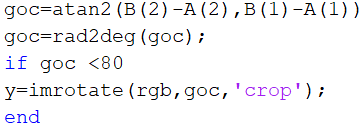 goc=atan2(B(2)-A(2),B(1)-A(1))
goc=rad2deg(goc);
if goc <80
y=imrotate(rgb,goc,'crop');
end